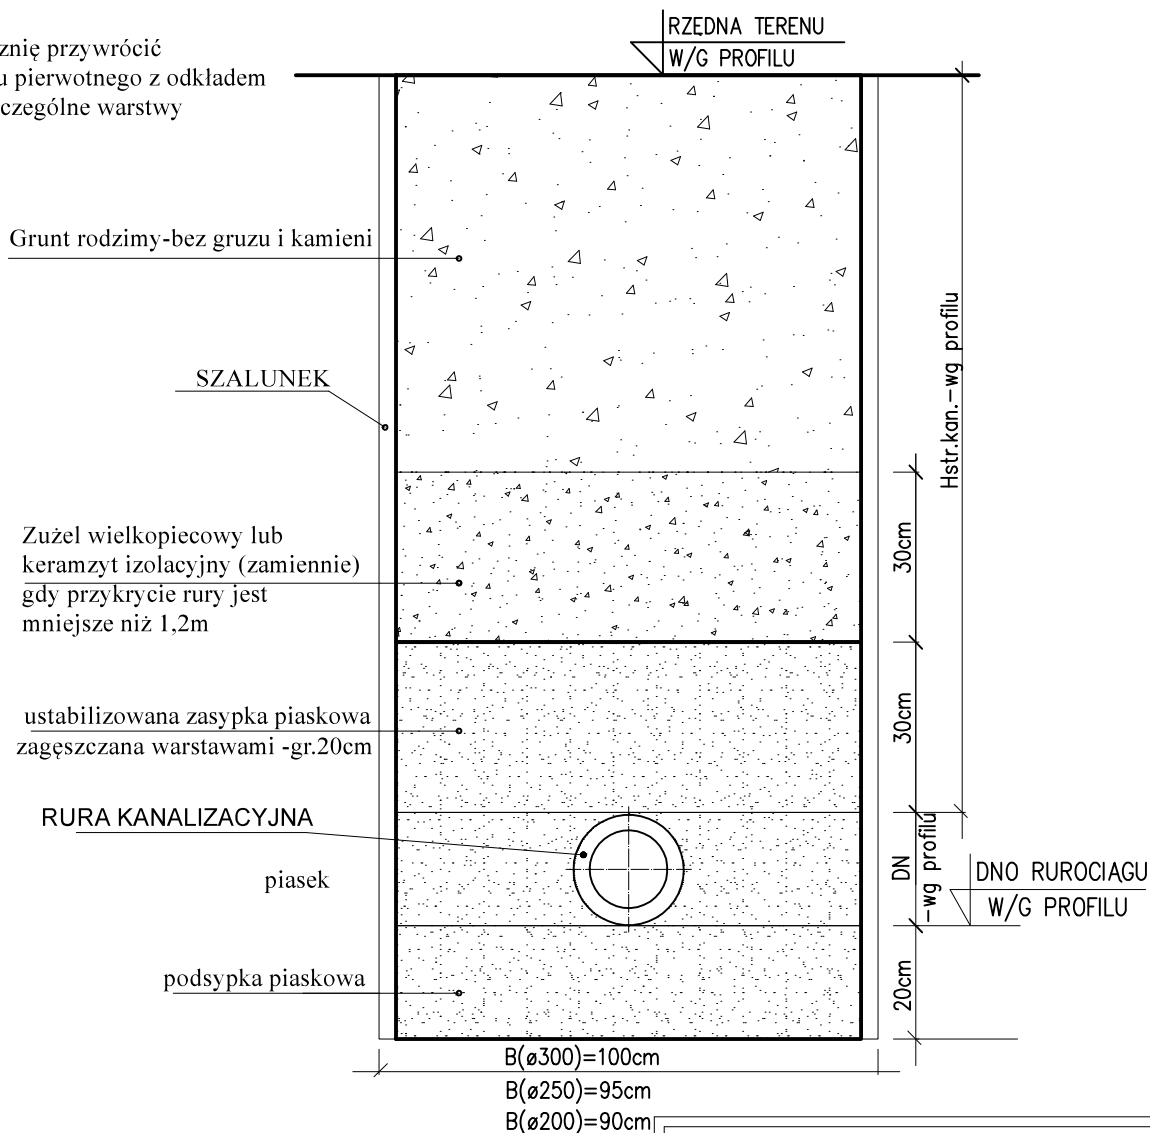 RZĘDNA TERENU
W/G PROFILU
znię przywrócić
u pierwotnego z odkładem
czególne warstwy
Grunt rodzimy-bez gruzu i kamieni
SZALUNEK
Hstr.kan.-wg profilu
30cm
Zużel wielkopiecowy lub
keramzyt izolacyjny (zamiennie)
gdy przykrycie rury jest
mniejsze niż 1,2m
30cm
ustabilizowana zasypka piaskowa
zagęszczana warstawami -gr.20cm
RURA KANALIZACYJNA
piasek
DN
-wg profilu
DNO RUROCIĄGU
W/G PROFILU
podsypka piaskowa
20cm
B(ø300)=100cm
B(ø250)=95cm
B(ø200)=90cm